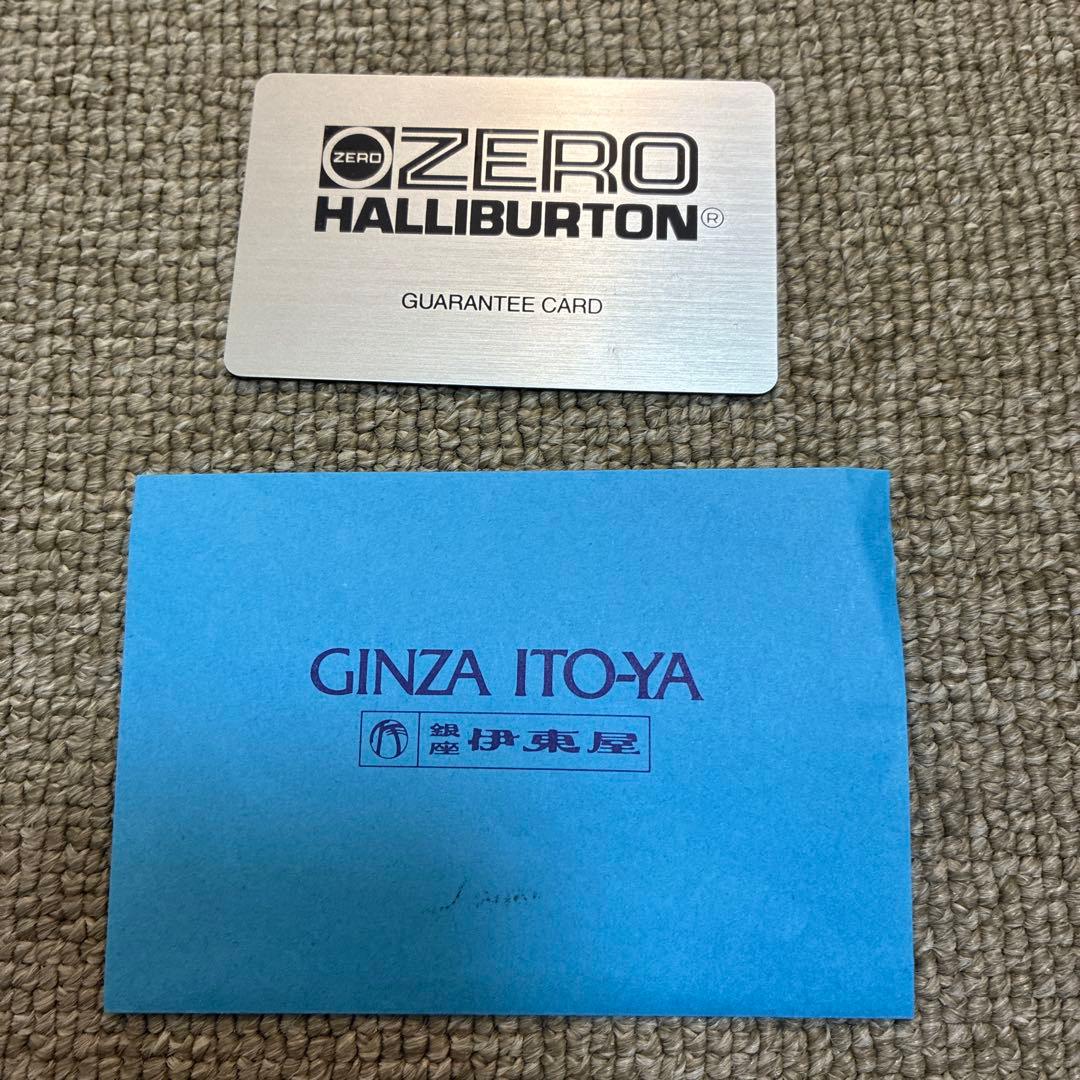 ZERO ZERO
HALLIBURTON®
GUARANTEE CARD
GINZA ITO-YA
銀座 伊東屋